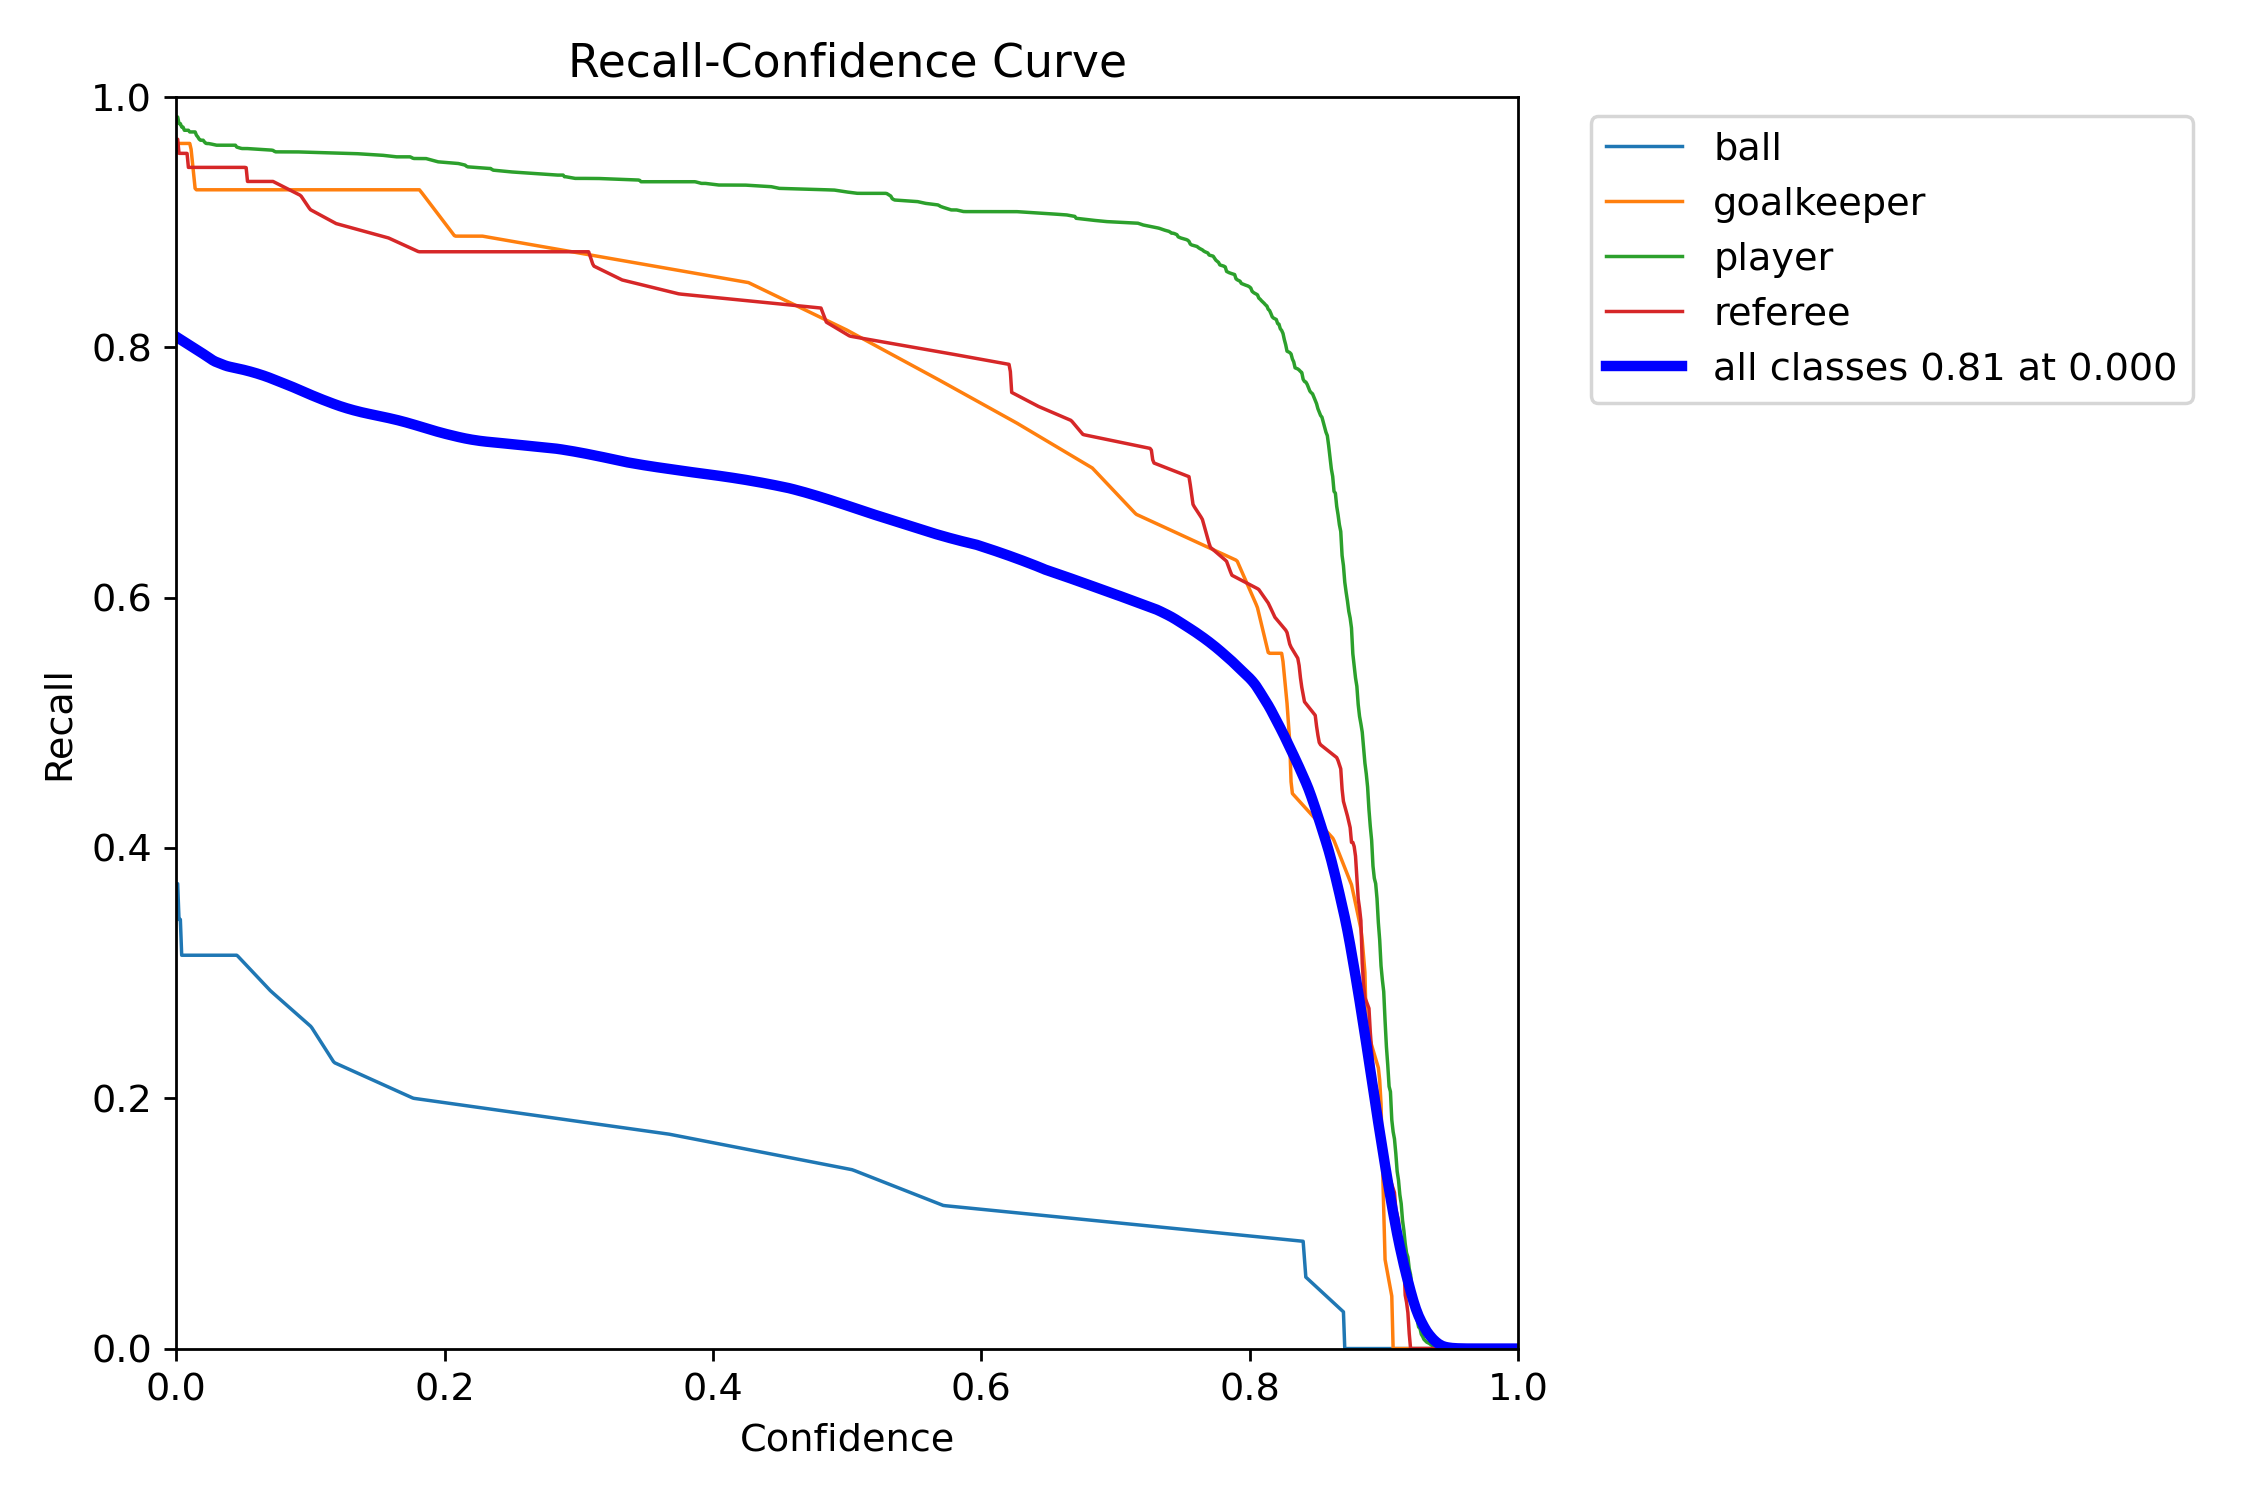 Recall-Confidence Curve
1.0
0.8
0.6
0.4
0.2
0.0
Recall
0.0 0.2 0.4 0.6 0.8 1.0
Confidence
ball
goalkeeper
player
referee
all classes 0.81 at 0.000